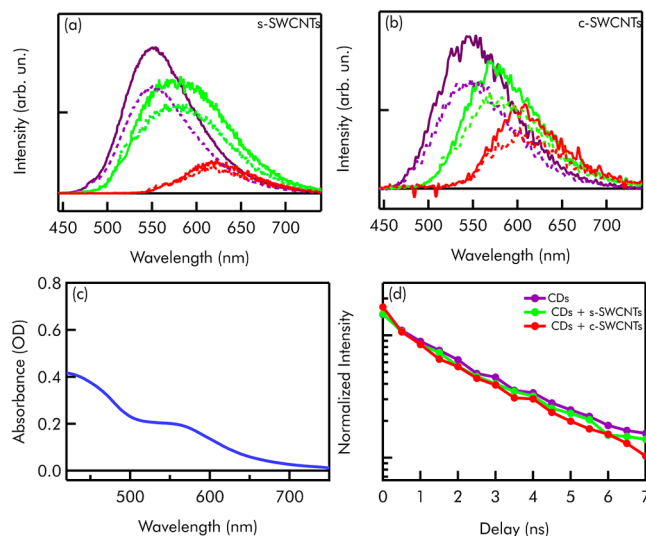 (a)
s-SWCNTs
Intensity (arb. un.)
450 500 550 600 650 700
Wavelength (nm)
(b)
c-SWCNTs
Intensity (arb. un.)
450 500 550 600 650 700
Wavelength (nm)
(c)
0.8
0.6
0.4
0.2
0.0
Absorbance (OD)
500 600 700
Wavelength (nm)
(d)
CDs
CDs + s-SWCNTs
CDs + c-SWCNTs
Normalized Intensity
0 1 2 3 4 5 6 7
Delay (ns)